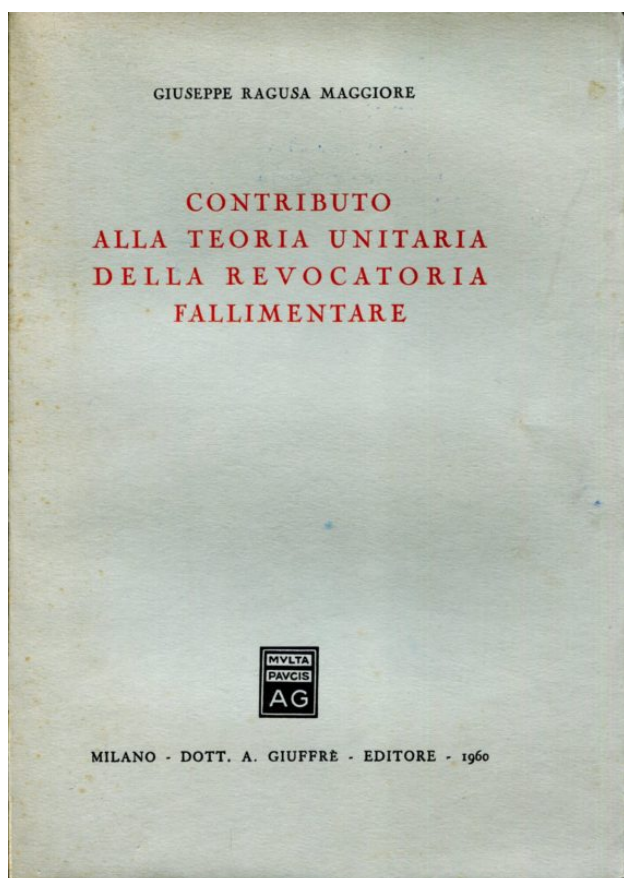 GIUSEPPE RAGUSA MAGGIORE
CONTRIBUTO
ALLA TEORIA UNITARIA
DELLA REVOCATORIA
FALLIMENTARE
MVLTA
PAVCIS
AG
MILANO - DOTT. A. GIUFFRÈ - EDITORE - 1960